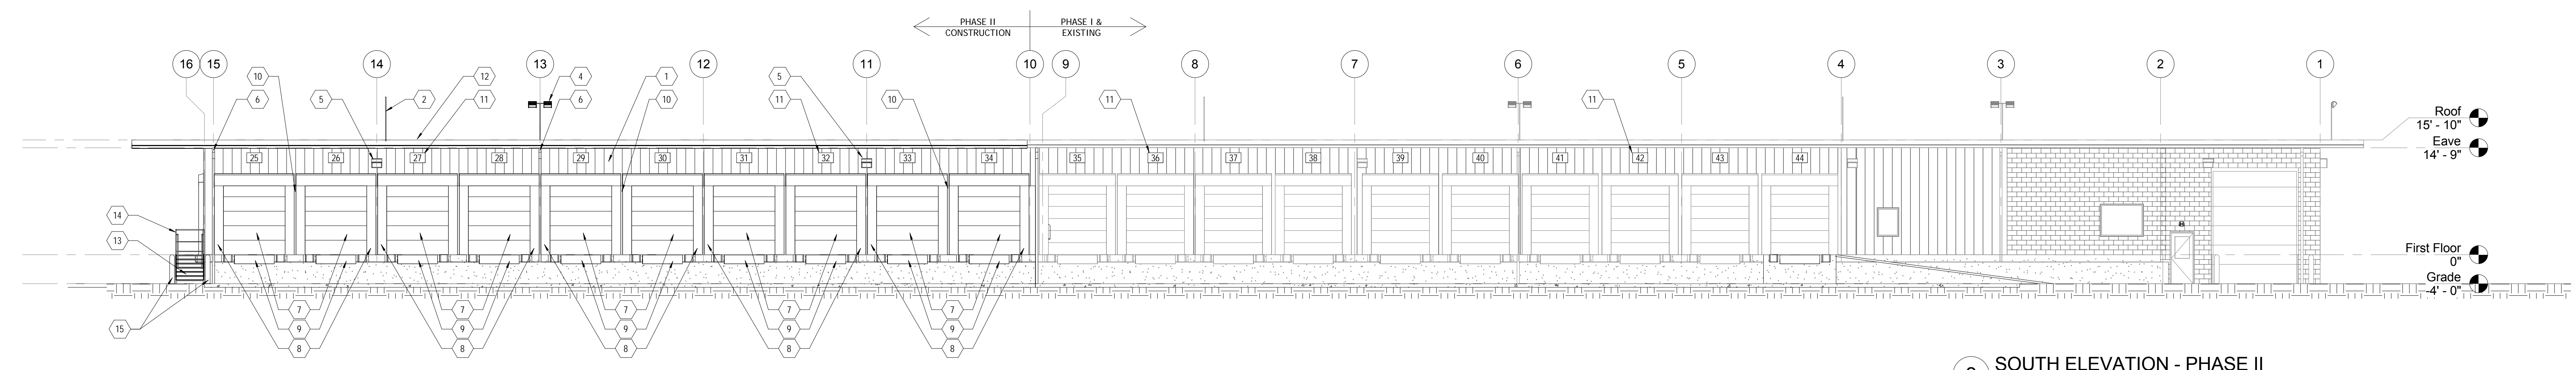 PHASE II
CONSTRUCTION
PHASE I &
EXISTING
16 15 14 13 12 11 10 9 8 7 6 5 4 3 2 1
10 12 4 1 5
6 5 2 11 6 10 11 10 11 11
Roof
15' - 10"
Eave
14' - 9"
25 26 27 28 29 30 31 32 33 34 35 36 37 38 39 40 41 42 43 44
14
13
First Floor
0"
Grade
-4' - 0"
7 7 7 7 7
15 9 9 9 9 9
8 8 8 8 8
SOUTH ELEVATION - PHASE II